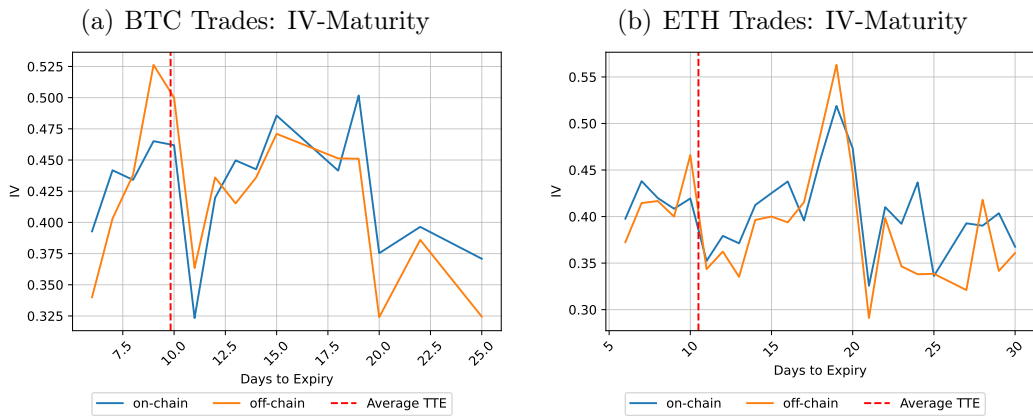 (a) BTC Trades: IV-Maturity
0.525
0.500
0.475
0.450
0.425
0.400
0.375
0.350
0.325
IV
7.5
10.0
12.5
15.0
17.5
20.0
22.5
25.0
Days to Expiry
on-chain
off-chain
Average TTE
(b) ETH Trades: IV-Maturity
0.55
0.50
0.45
0.40
0.35
0.30
IV
5
10
15
20
25
30
Days to Expiry
on-chain
off-chain
Average TTE